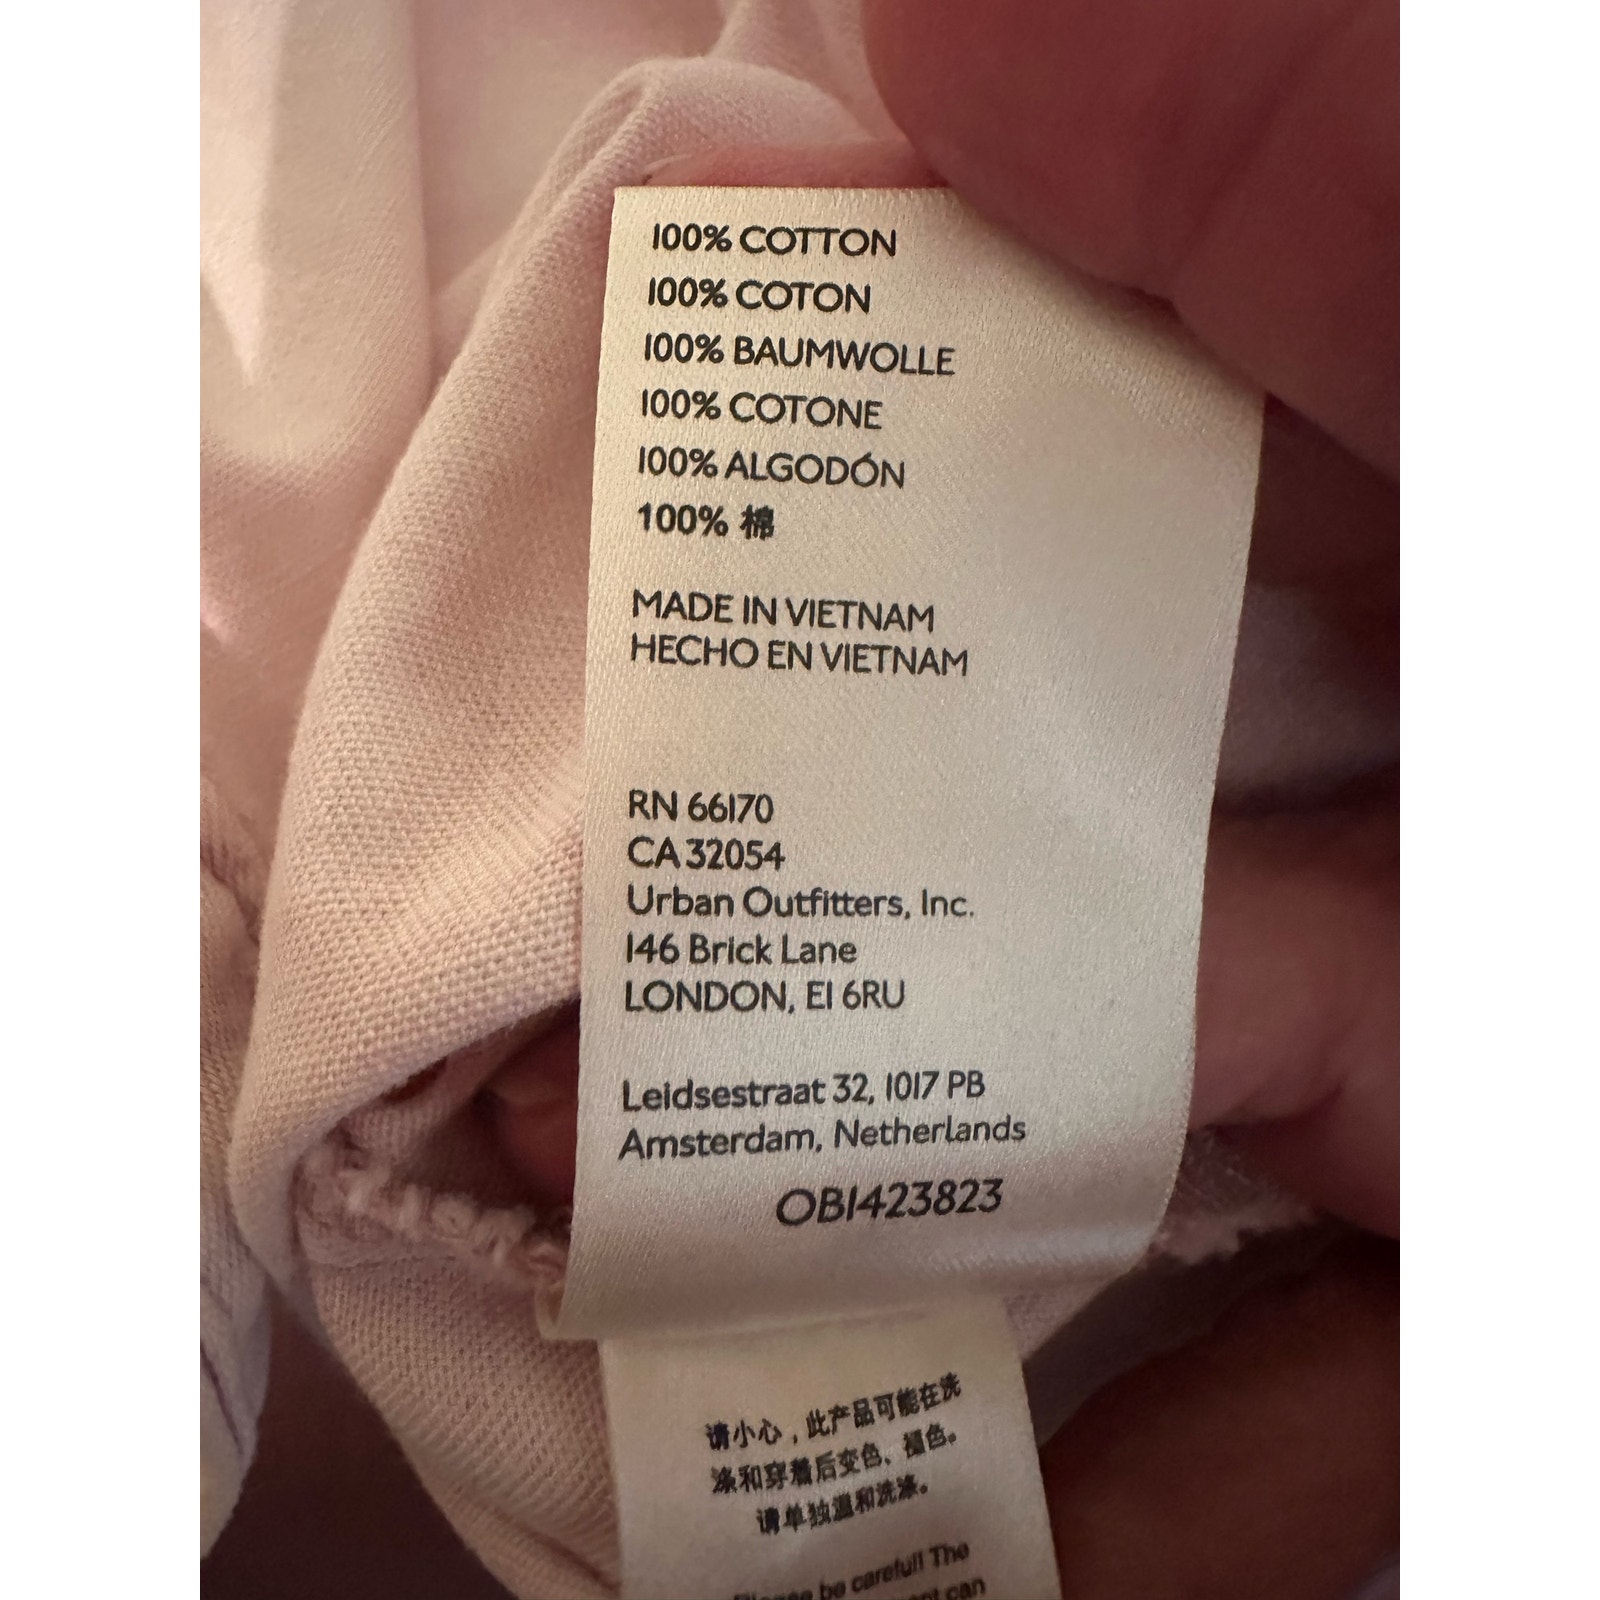 100% COTTON
100% COTON
100% BAUMWOLLE
100% COTONE
100% ALGODÓN
100% 棉
MADE IN VIETNAM
HECHO EN VIETNAM
RN 66170
CA 32054
Urban Outfitters, Inc.
146 Brick Lane
LONDON, E1 6RU
Leidsestraat 32, 1017 PB
Amsterdam, Netherlands
OB1423823
请小心，此产品可能在洗
涤和穿着后变色、褪色。
请单独温和洗涤。
Please be careful! The
can